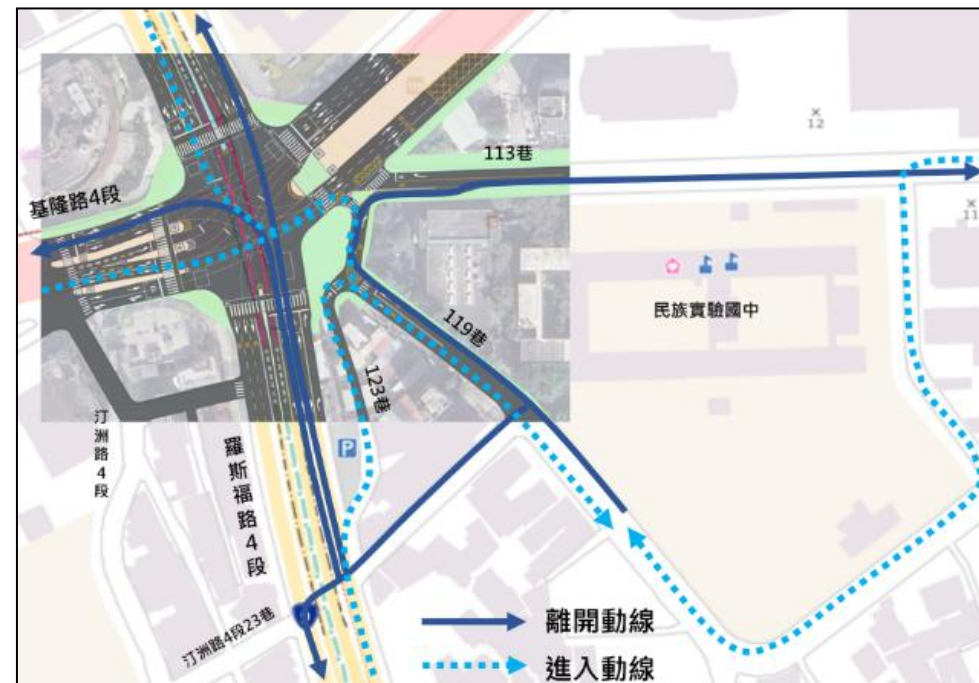 113巷
12
基隆路4段
11
民族實驗國中
119巷
123巷
P
汀洲路4段
羅斯福路4段
汀洲路4段23巷
離開動線
進入動線